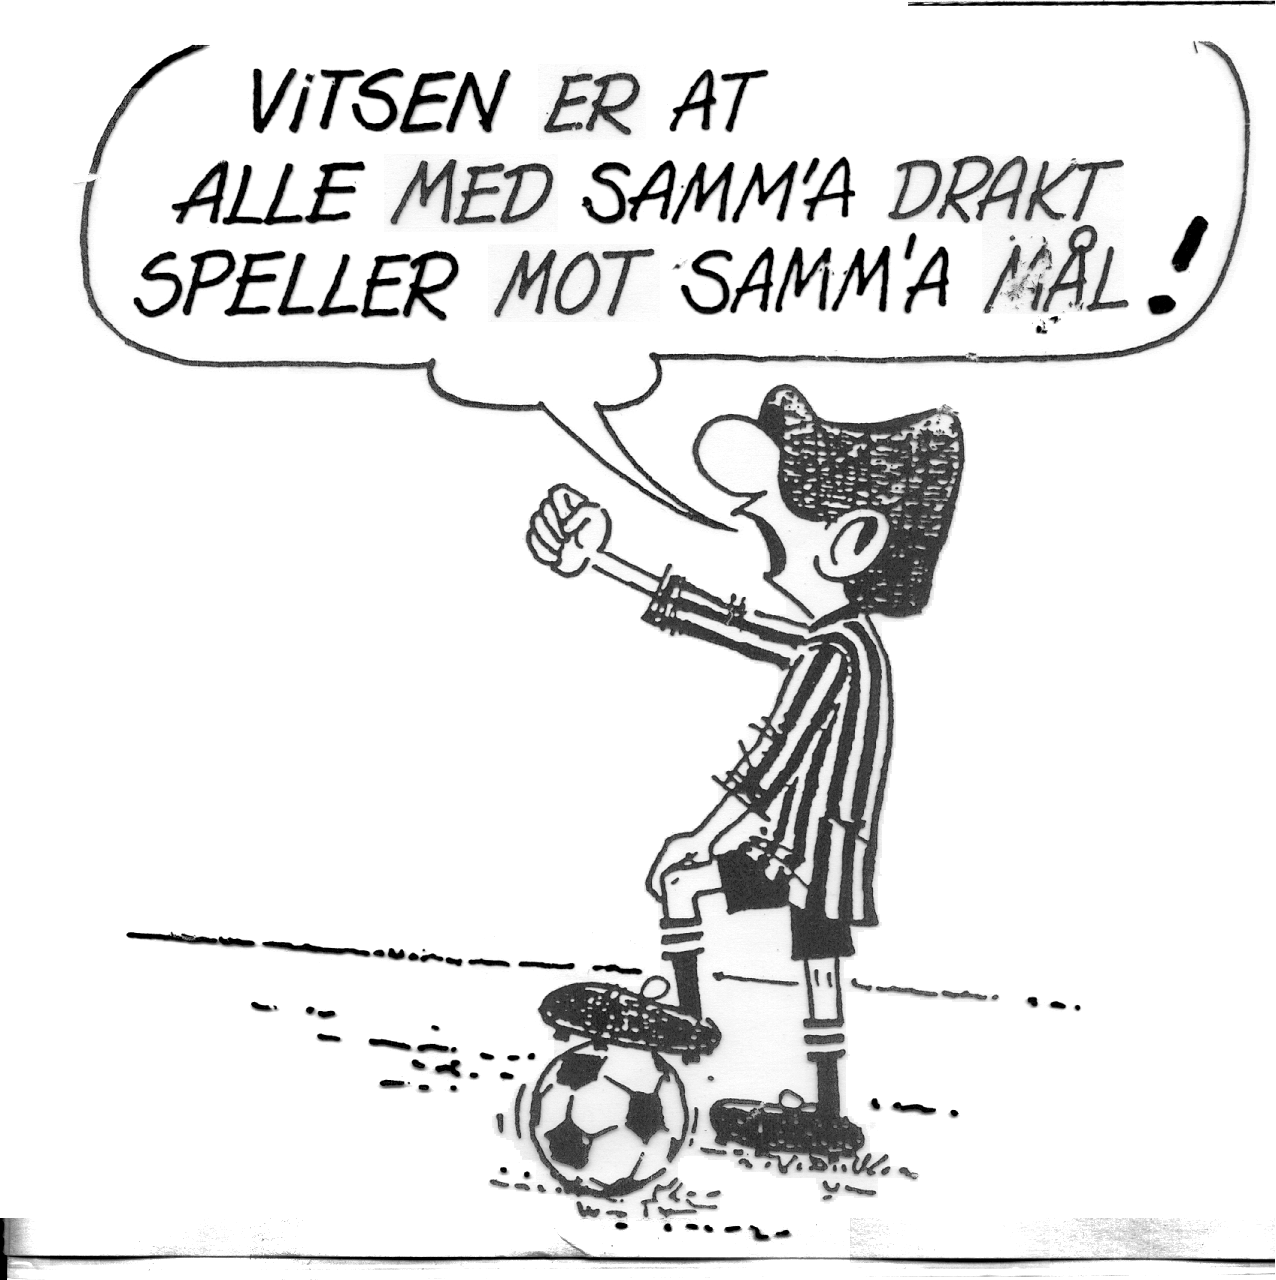 ViTSEN ER AT
ALLE MED SAMM'A DRAKT
SPELLER MOT SAMM'A MÅL!